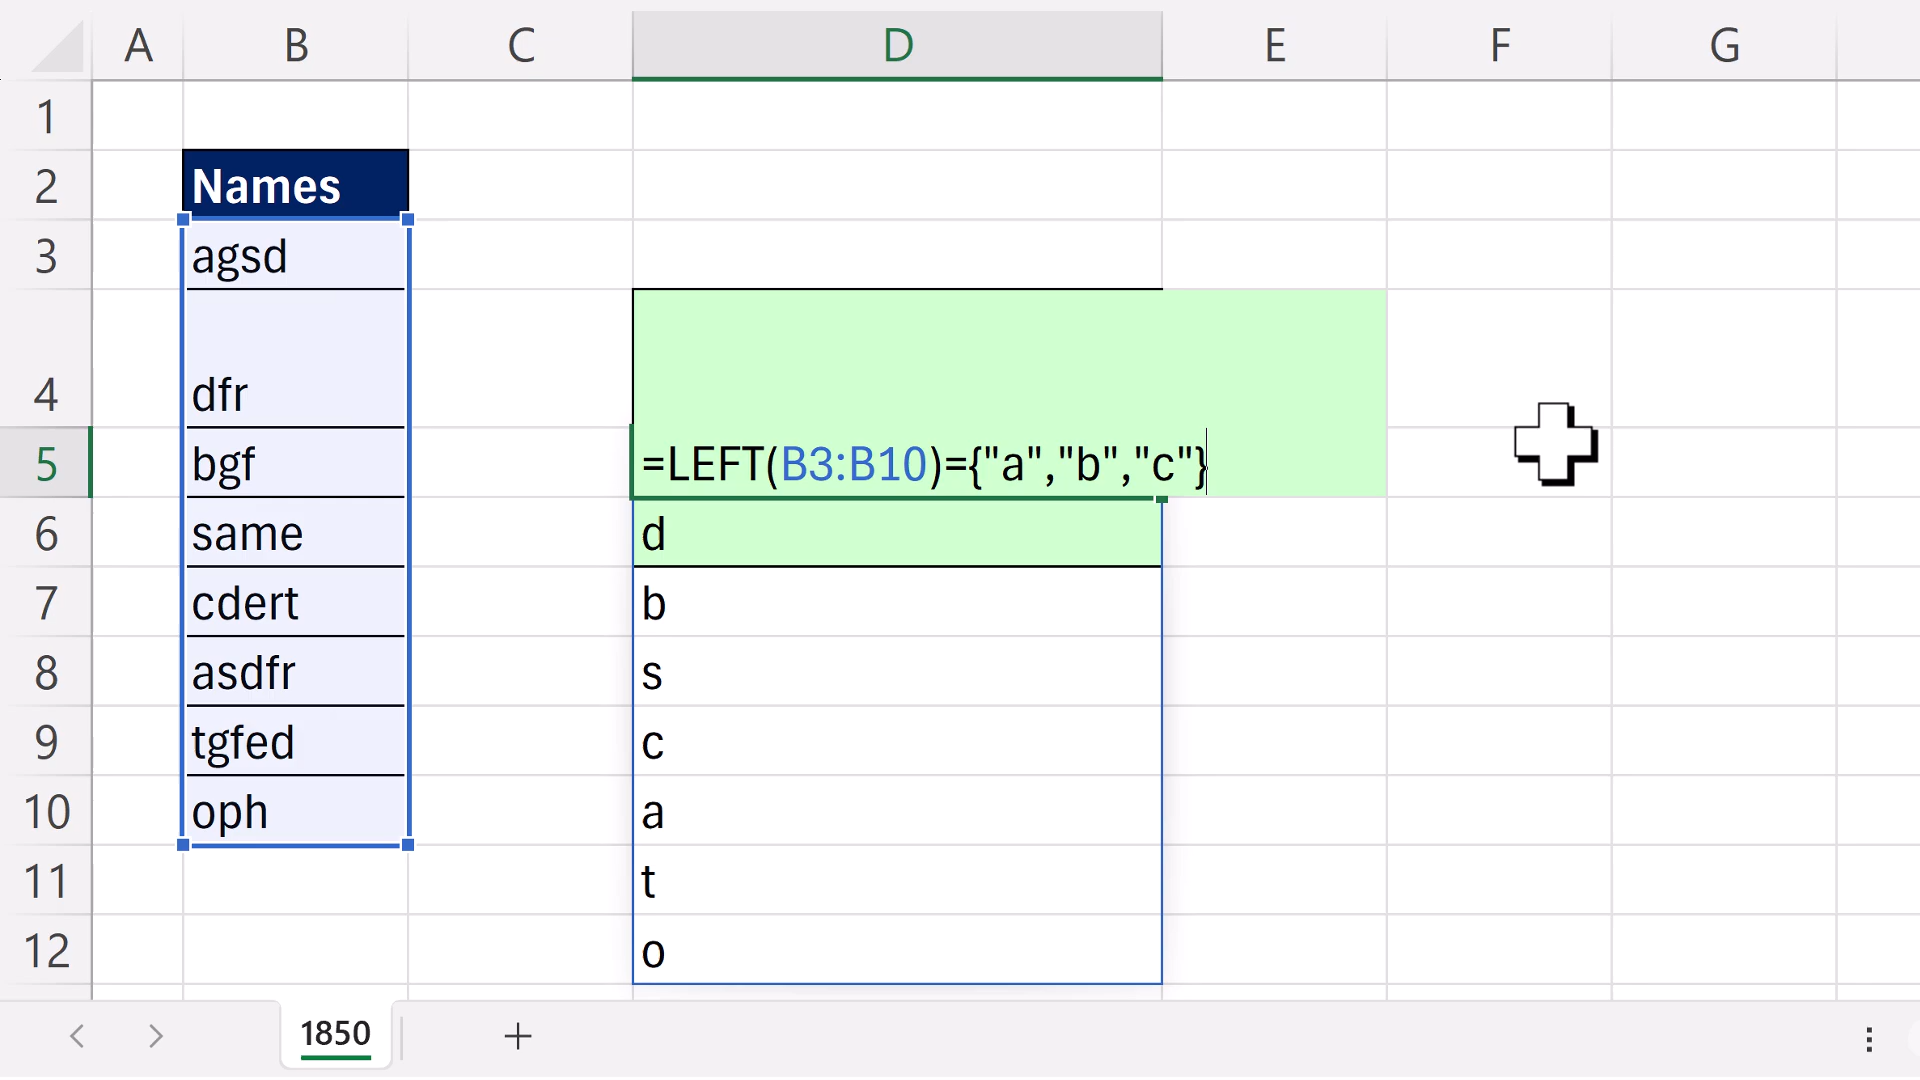 A B C D E F G
1
2 Names
3 agsd
4 dfr
5 bgf =LEFT(B3:B10)={"a","b","c"}
6 same d
7 cdert b
8 asdfr s
9 tgfed c
10 oph a
11 t
12 o
1850